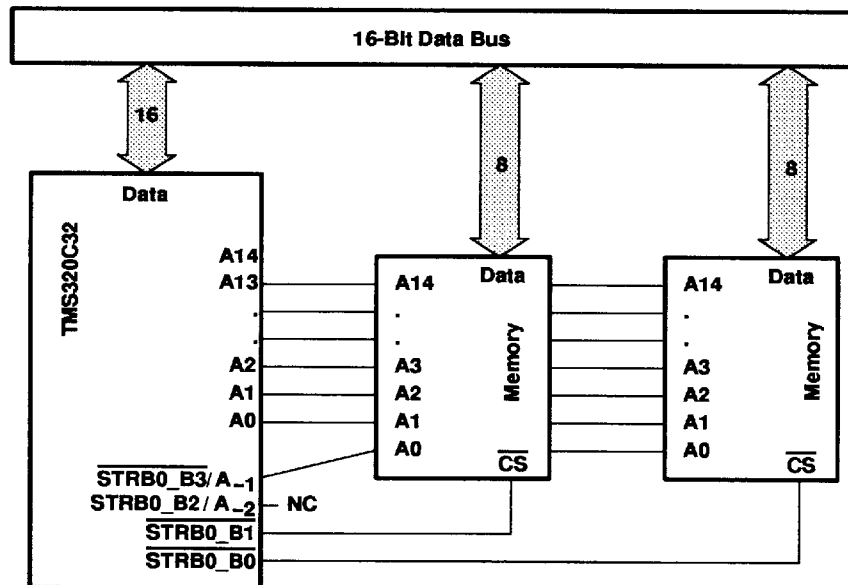 16-Bit Data Bus
16
8
8
Data
TMS320C32
A14
A13
.
.
A2
A1
A0
STRB0_B3/A−1
STRB0_B2/A−2
NC
STRB0_B1
STRB0_B0
Data
A14
.
.
A3
A2
A1
A0
Memory
CS
Data
A14
.
.
A3
A2
A1
A0
Memory
CS